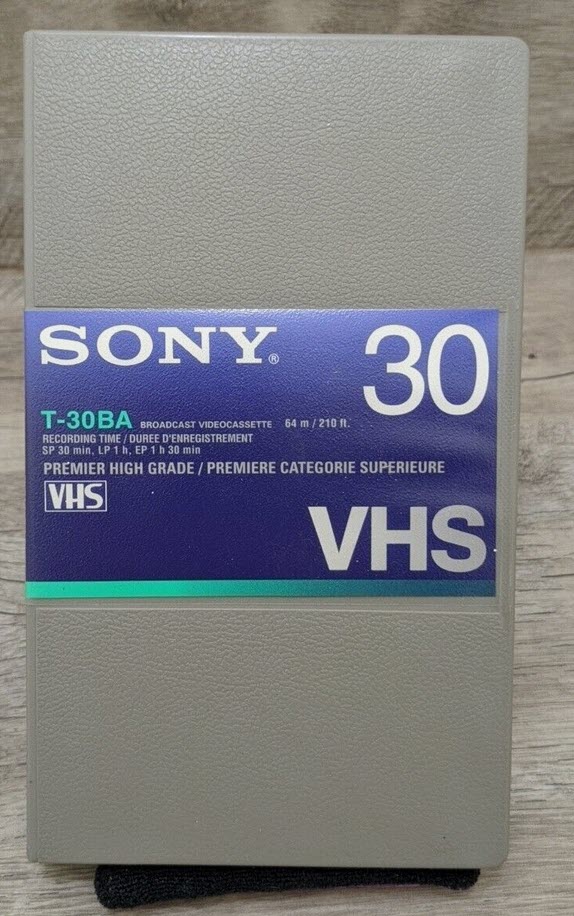 SONY®
30
T-30BA BROADCAST VIDEOCASSETTE 64 m / 210 ft.
RECORDING TIME / DUREE D'ENREGISTREMENT
SP 30 min, LP 1 h, EP 1 h 30 min
PREMIER HIGH GRADE / PREMIERE CATEGORIE SUPERIEURE
VHS
VHS